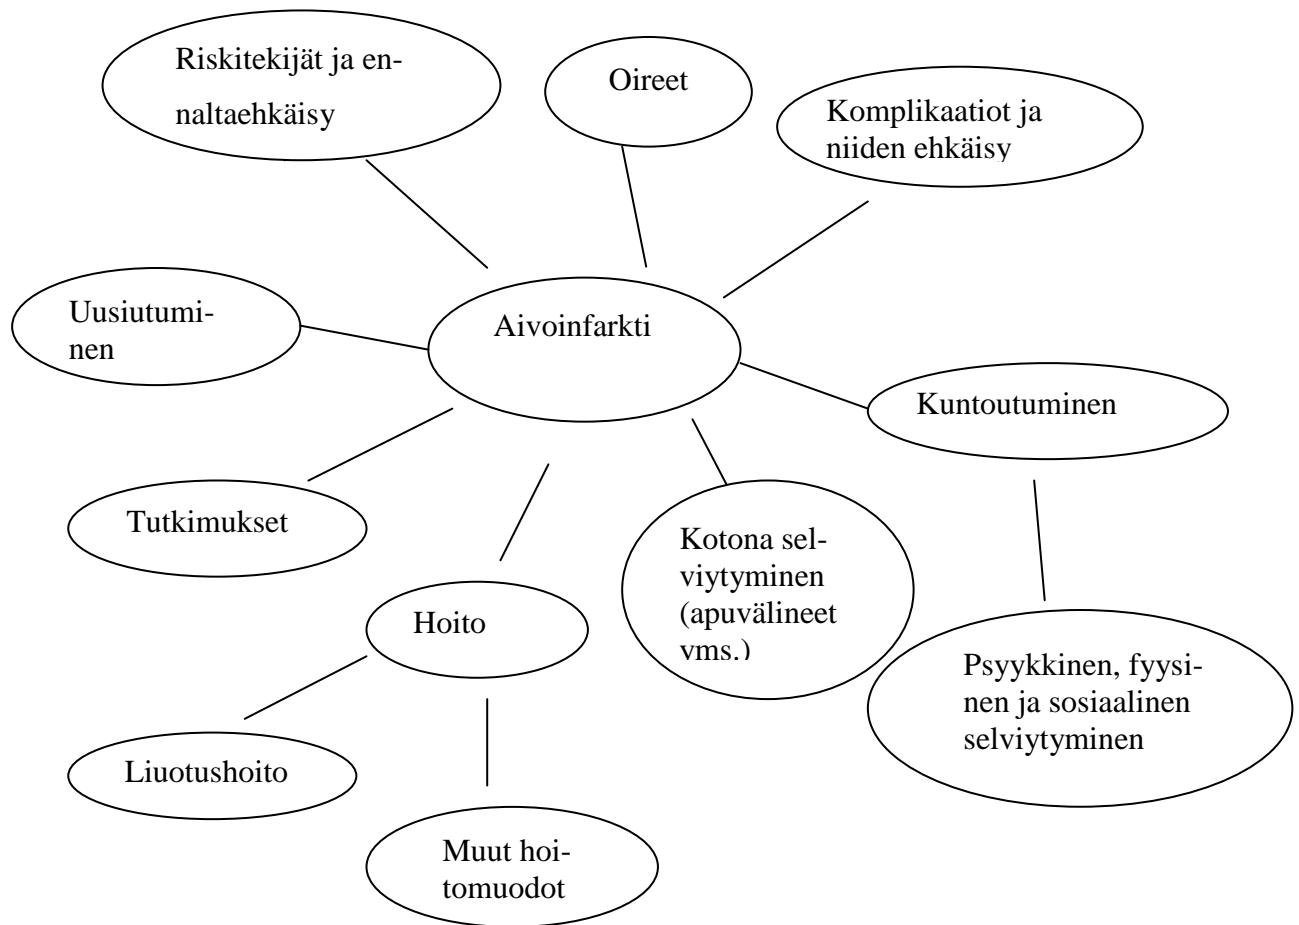 Riskitekijät ja en-
naltaehkäisy
Oireet
Komplikaatiot ja
niiden ehkäisy
Uusiutumi-
nen
Aivoinfarkti
Kuntoutuminen
Tutkimukset
Kotona sel-
viytyminen
(apuvälineet
vms.)
Hoito
Psyykkinen, fyysi-
nen ja sosiaalinen
selviytyminen
Liuotushoito
Muut hoi-
tomuodot